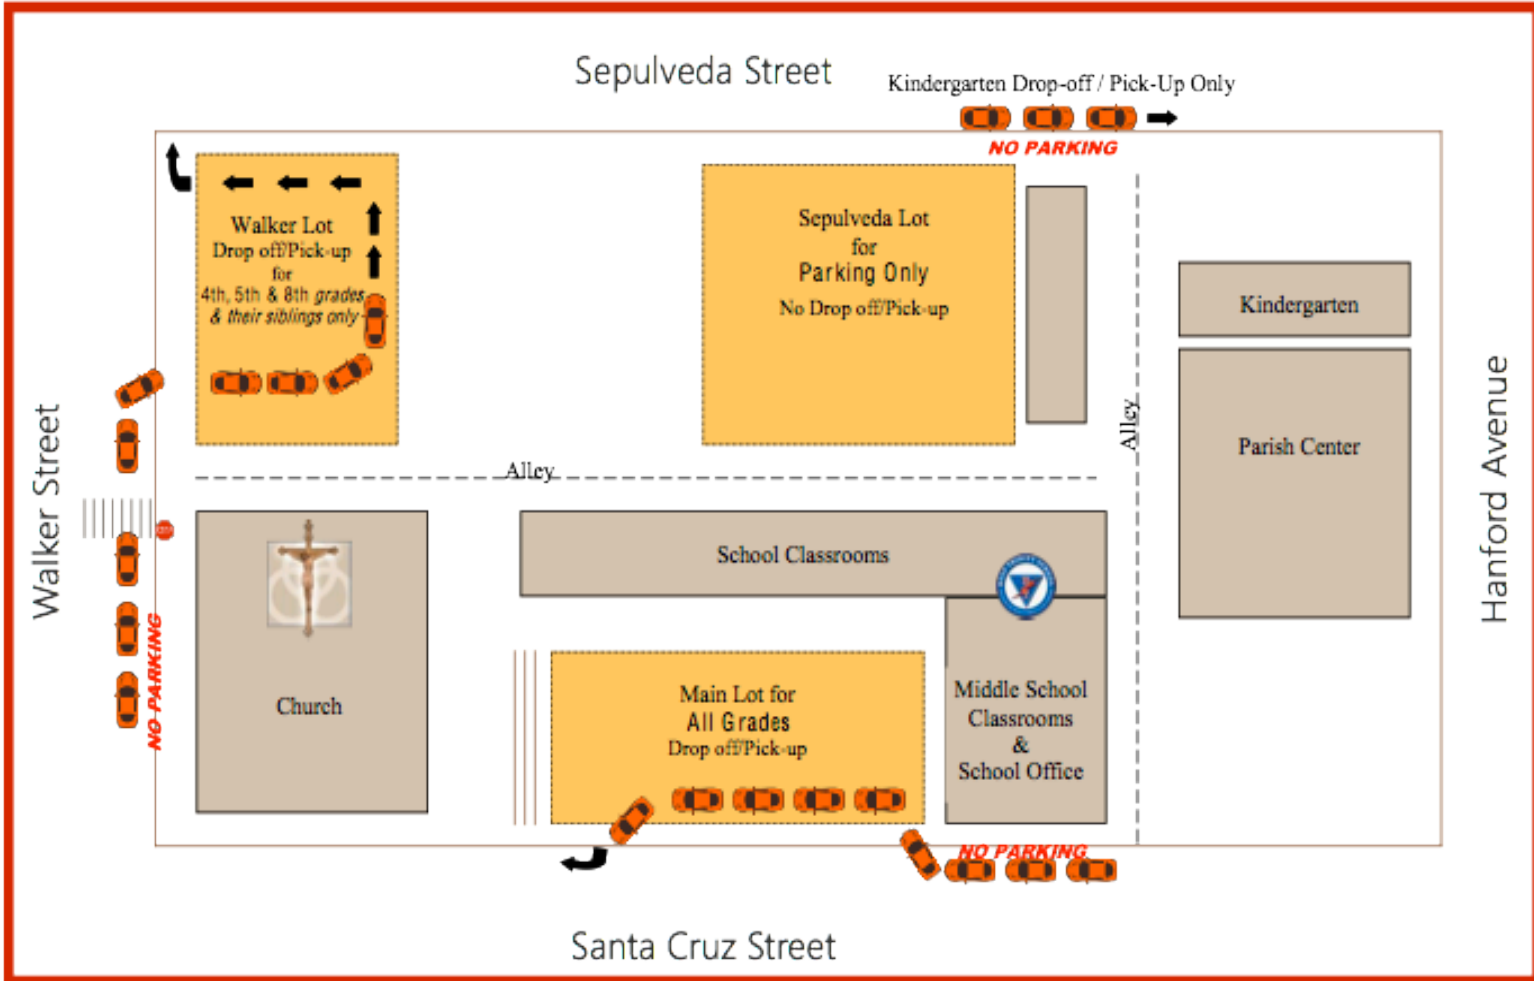 Sepulveda Street
Kindergarten Drop-off / Pick-Up Only
NO PARKING
Walker Lot
Drop off/Pick-up
for
4th, 5th & 8th grades
& their siblings only
Sepulveda Lot
for
Parking Only
No Drop off/Pick-up
Kindergarten
Parish Center
Alley
Alley
Walker Street
Hanford Avenue
NO PARKING
Church
School Classrooms
Main Lot for
All Grades
Drop off/Pick-up
Middle School
Classrooms
&
School Office
NO PARKING
Santa Cruz Street